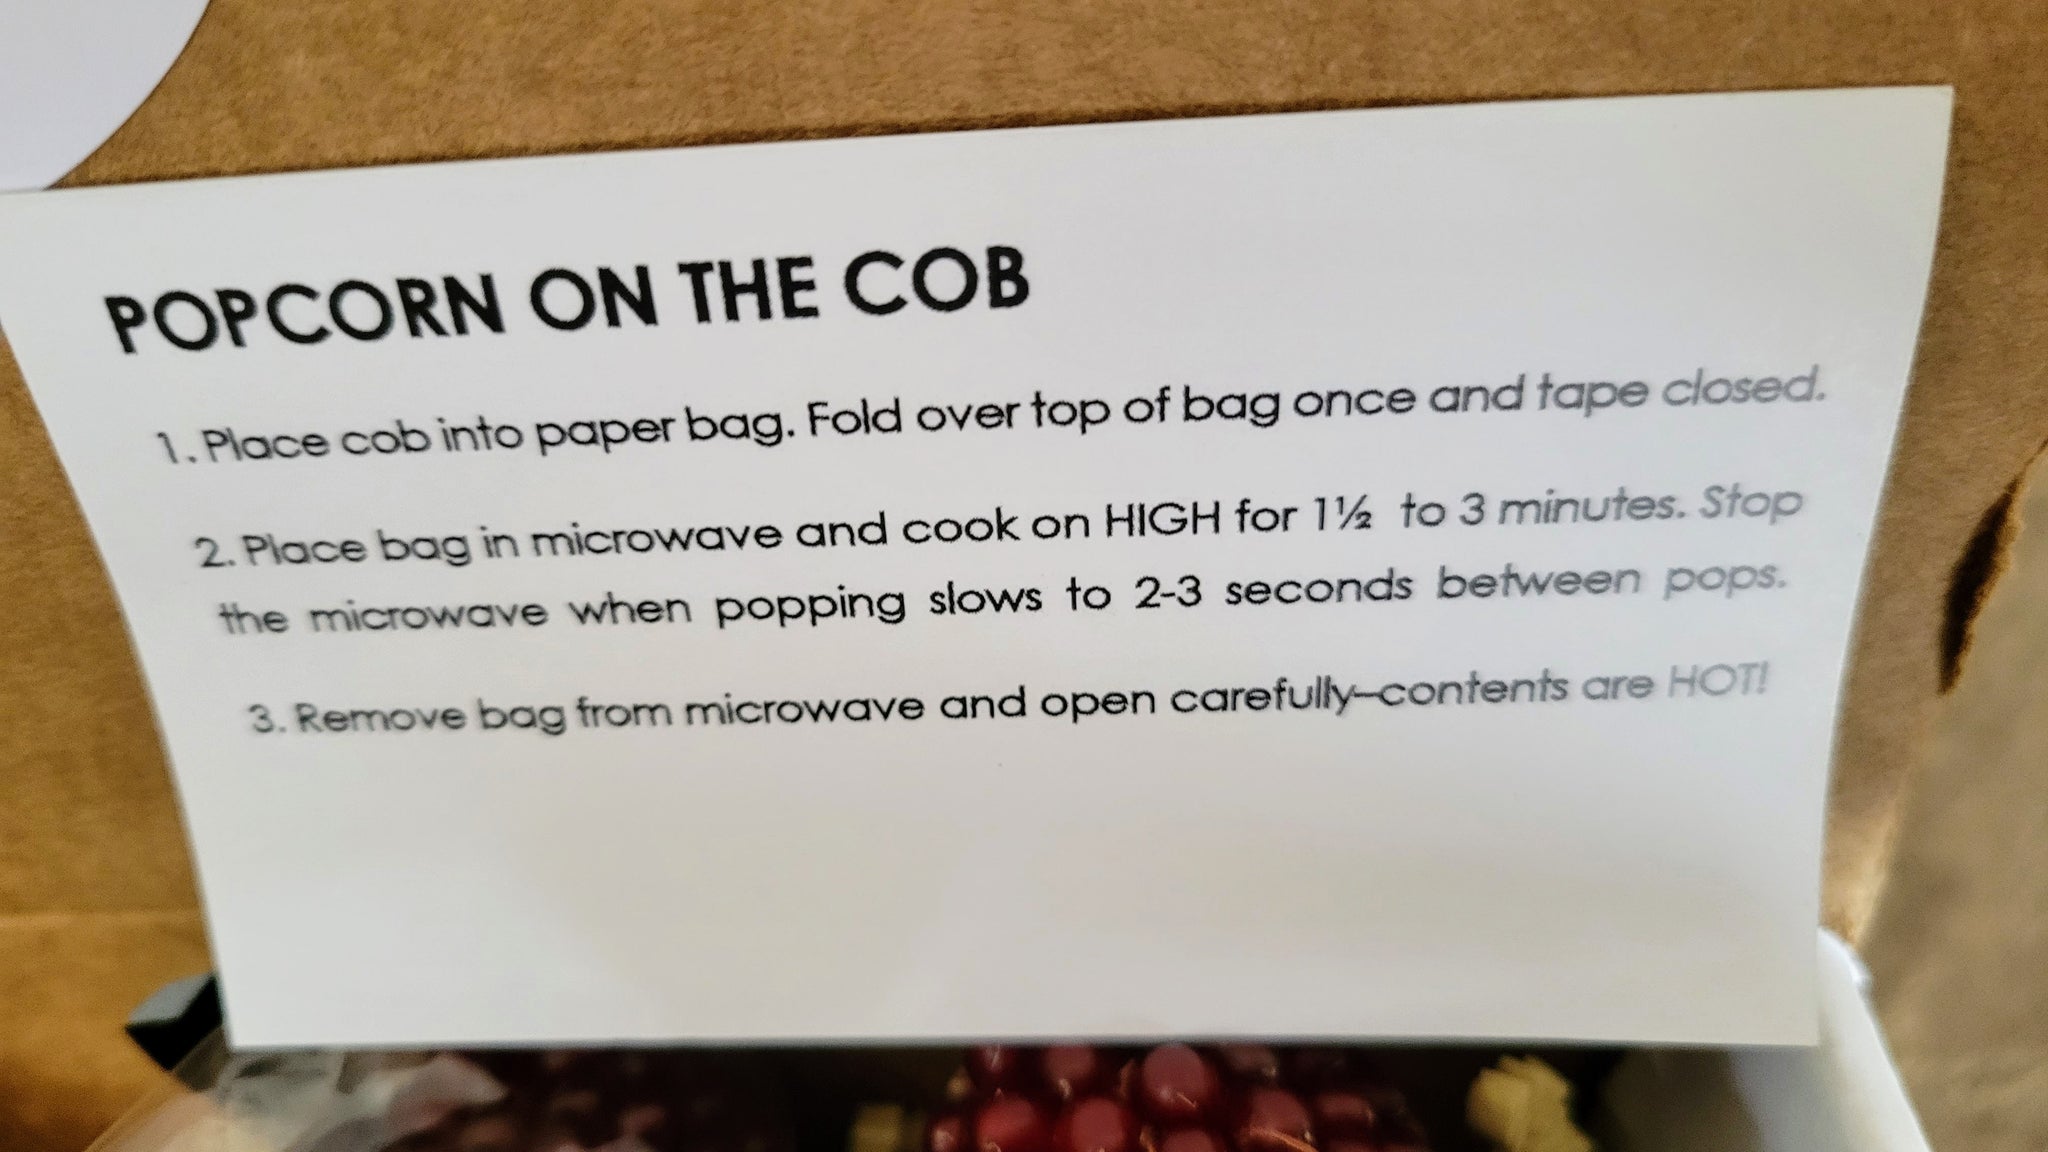 POPCORN ON THE COB
1. Place cob into paper bag. Fold over top of bag once and tape closed.
2. Place bag in microwave and cook on HIGH for 1½ to 3 minutes. Stop
the microwave when popping slows to 2-3 seconds between pops.
3. Remove bag from microwave and open carefully–contents are HOT!